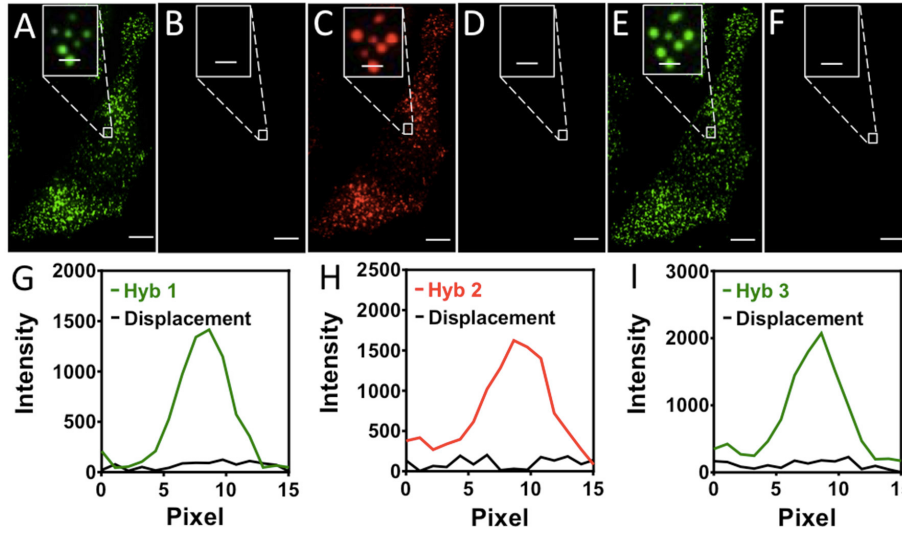 A B C D E F
G H I
2000 2500 3000
Hyb 1 Hyb 2 Hyb 3
Displacement Displacement Displacement
1500 2000 2000
1000 1500 1000
500 1000 0
0 500
0
Intensity Intensity Intensity
0 5 10 15 0 5 10 15 0 5 10 15
Pixel Pixel Pixel